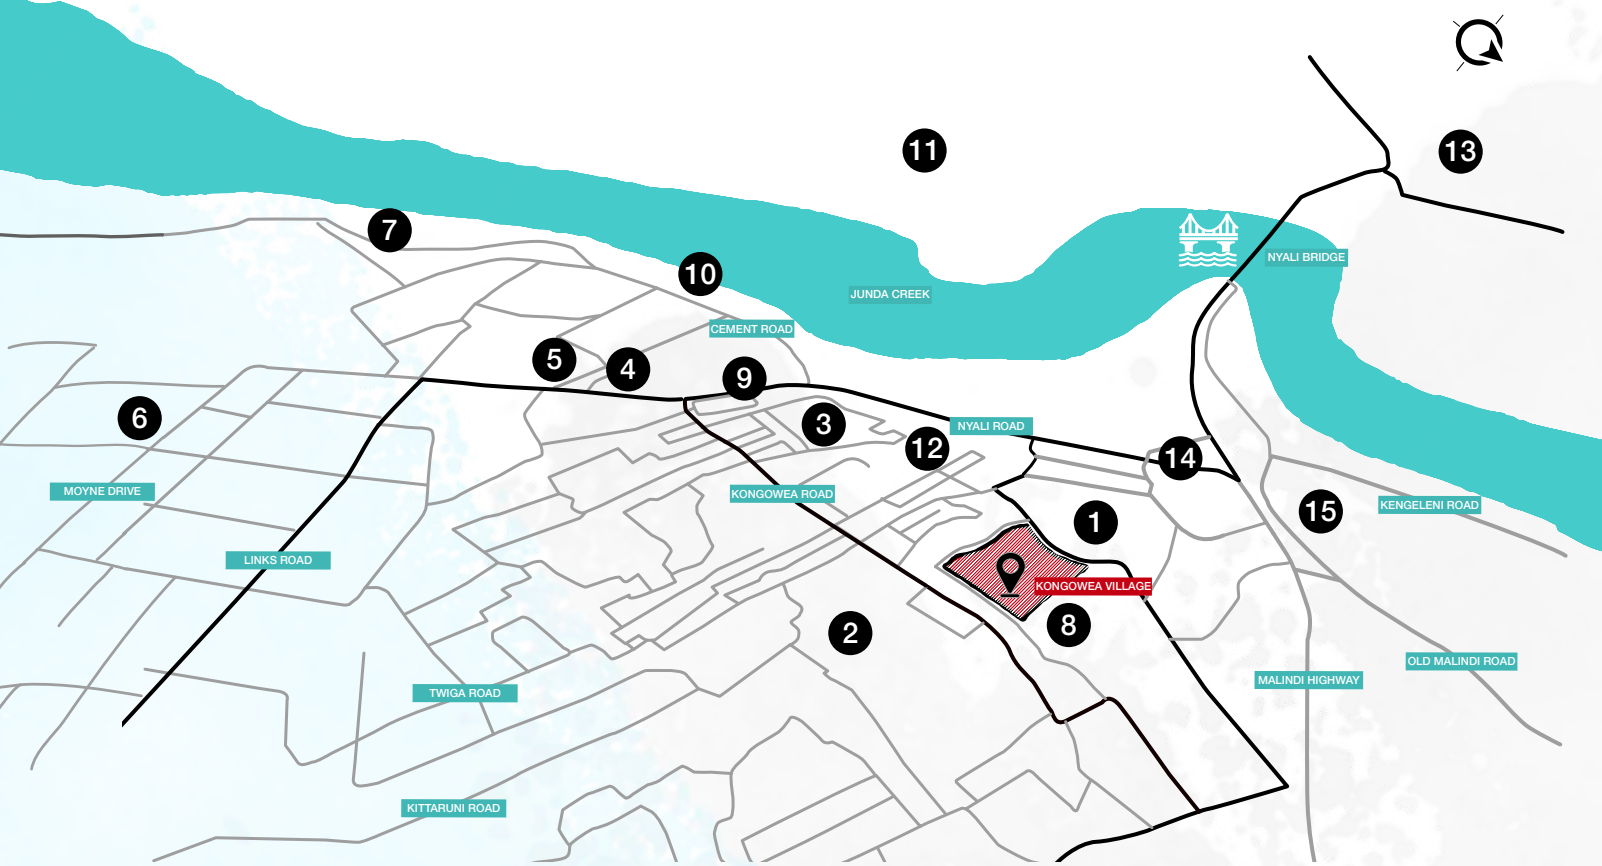 11
13
7
NYALI BRIDGE
10
JUNDA CREEK
CEMENT ROAD
5
4
9
6
3
NYALI ROAD
12
14
MOYNE DRIVE
KONGOWEA ROAD
KENGELENI ROAD
15
1
LINKS ROAD
KONGOWEA VILLAGE
8
2
OLD MALINDI ROAD
MALINDI HIGHWAY
TWIGA ROAD
KITTARUNI ROAD